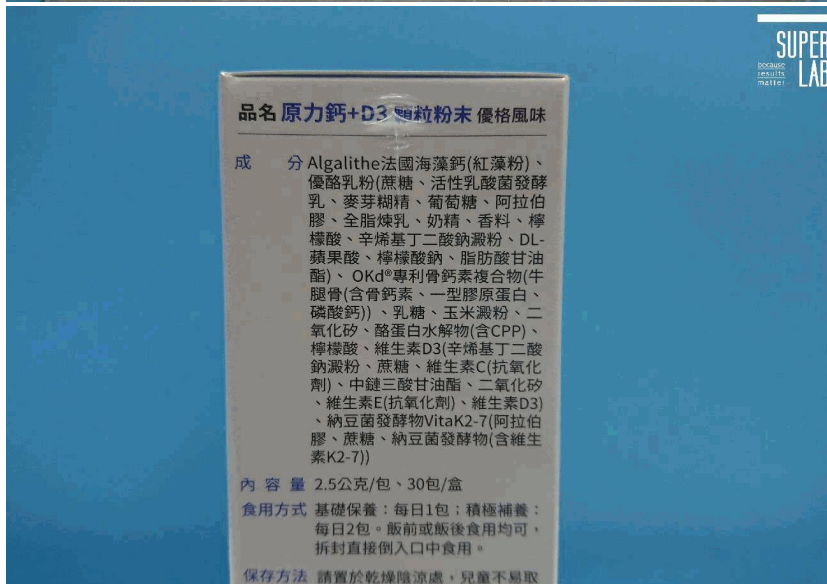 SUPER
because
results
matter
LAB
品名 原力鈣+D3 顆粒粉末 優格風味
成 分 Algalithe法國海藻鈣(紅藻粉)、
優酪乳粉(蔗糖、活性乳酸菌發酵
乳、麥芽糊精、葡萄糖、阿拉伯
膠、全脂煉乳、奶精、香料、檸
檬酸、辛烯基丁二酸鈉澱粉、DL-
蘋果酸、檸檬酸鈉、脂肪酸甘油
酯)、OKd®專利骨鈣素複合物(牛
腿骨(含骨鈣素、一型膠原蛋白、
磷酸鈣))、乳糖、玉米澱粉、二
氧化矽、酪蛋白水解物(含CPP)、
檸檬酸、維生素D3(辛烯基丁二酸
鈉澱粉、蔗糖、維生素C(抗氧化
劑)、中鏈三酸甘油酯、二氧化矽
、維生素E(抗氧化劑)、維生素D3)
、納豆菌發酵物VitaK2-7(阿拉伯
膠、蔗糖、納豆菌發酵物(含維生
素K2-7))
內 容 量 2.5公克/包、30包/盒
食用方式 基礎保養：每日1包；積極補養：
每日2包。飯前或飯後食用均可，
拆封直接倒入口中食用。
保存方法 請置於乾燥陰涼處，兒童不易取